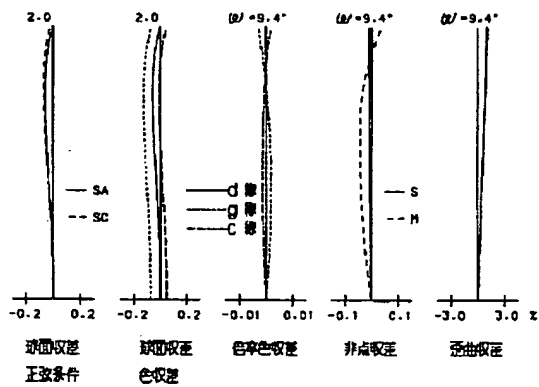 2.0
2.0
ω=9.4°
ω=9.4°
ω=9.4°
SA
SC
d 線
g 線
C 線
S
M
-0.2 0.2
-0.2 0.2
-0.01 0.01
-0.1 0.1
-3.0 3.0 %
球面収差
正弦条件
球面収差
色収差
倍率色収差
非点収差
歪曲収差